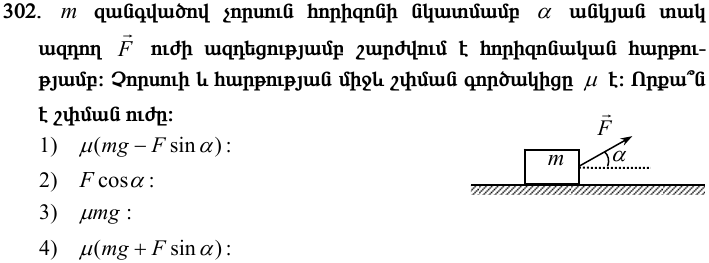 302. m զանգվածով չորսուն հորիզոնի նկատմամբ α անկյան տակ
ազդող F⃗ ուժի ազդեցությամբ շարժվում է հորիզոնական հարթու-
թյամբ: Չորսուի և հարթության միջև շփման գործակիցը μ է: Որքա՞ն
է շփման ուժը:
1) μ(mg − F sin α) :
2) F cos α :
3) μmg :
4) μ(mg + F sin α) :
F⃗
m
α